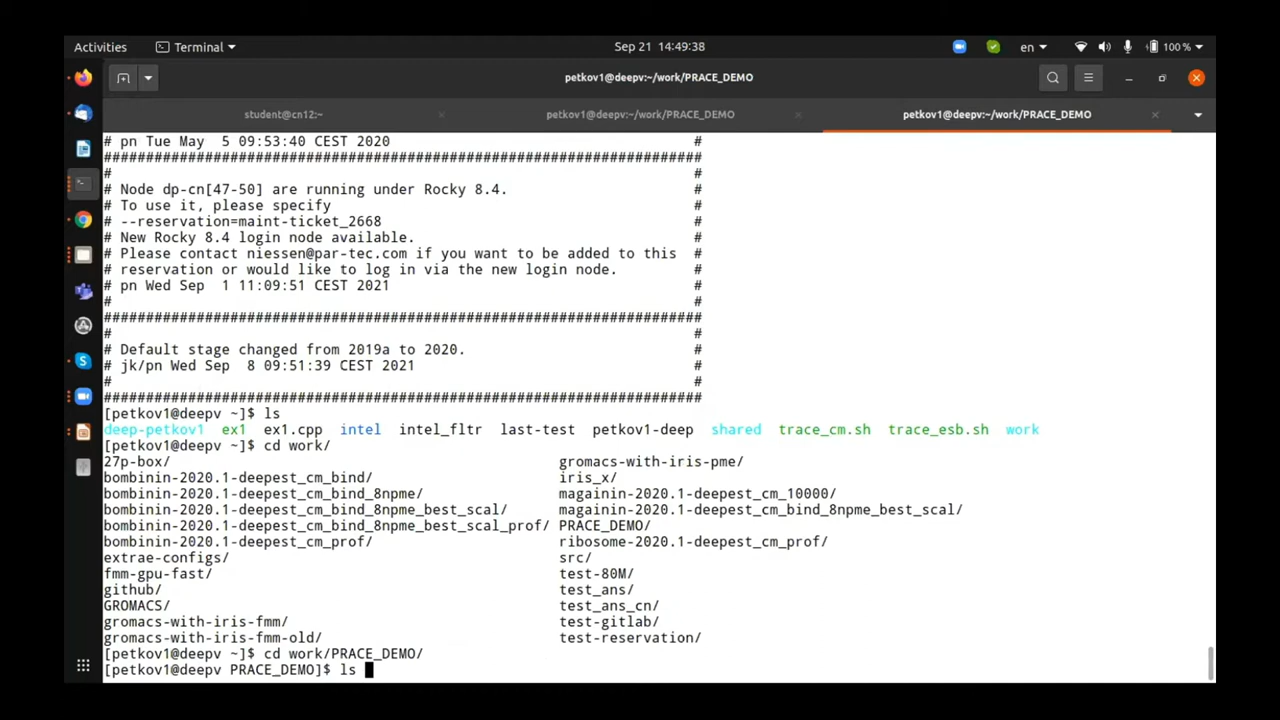 Activities
Terminal
Sep 21 14:49:38
en
100 %
petkov1@deepv:~/work/PRACE_DEMO
student@cn12:~
petkov1@deepv:~/work/PRACE_DEMO
petkov1@deepv:~/work/PRACE_DEMO
# pn Tue May  5 09:53:40 CEST 2020                                    #
#######################################################################
#                                                                     #
# Node dp-cn[47-50] are running under Rocky 8.4.                      #
# To use it, please specify                                           #
# --reservation=maint-ticket_2668                                     #
# New Rocky 8.4 login node available.                                 #
# Please contact niessen@par-tec.com if you want to be added to this  #
# reservation or would like to log in via the new login node.         #
# pn Wed Sep  1 11:09:51 CEST 2021                                    #
#                                                                     #
#######################################################################
#                                                                     #
# Default stage changed from 2019a to 2020.                           #
# jk/pn Wed Sep  8 09:51:39 CEST 2021                                 #
#                                                                     #
#######################################################################
[petkov1@deepv ~]$ ls
deep-petkov1  ex1  ex1.cpp  intel  intel_fltr  last-test  petkov1-deep  shared  trace_cm.sh  trace_esb.sh  work
[petkov1@deepv ~]$ cd work/
27p-box/                                              gromacs-with-iris-pme/
bombinin-2020.1-deepest_cm_bind/                      iris_x/
bombinin-2020.1-deepest_cm_bind_8npme/                magainin-2020.1-deepest_cm_10000/
bombinin-2020.1-deepest_cm_bind_8npme_best_scal/      magainin-2020.1-deepest_cm_bind_8npme_best_scal/
bombinin-2020.1-deepest_cm_bind_8npme_best_scal_prof/ PRACE_DEMO/
bombinin-2020.1-deepest_cm_prof/                      ribosome-2020.1-deepest_cm_prof/
extrae-configs/                                       src/
fmm-gpu-fast/                                         test-80M/
github/                                               test_ans/
GROMACS/                                              test_ans_cn/
gromacs-with-iris-fmm/                                test-gitlab/
gromacs-with-iris-fmm-old/                            test-reservation/
[petkov1@deepv ~]$ cd work/PRACE_DEMO/
[petkov1@deepv PRACE_DEMO]$ ls